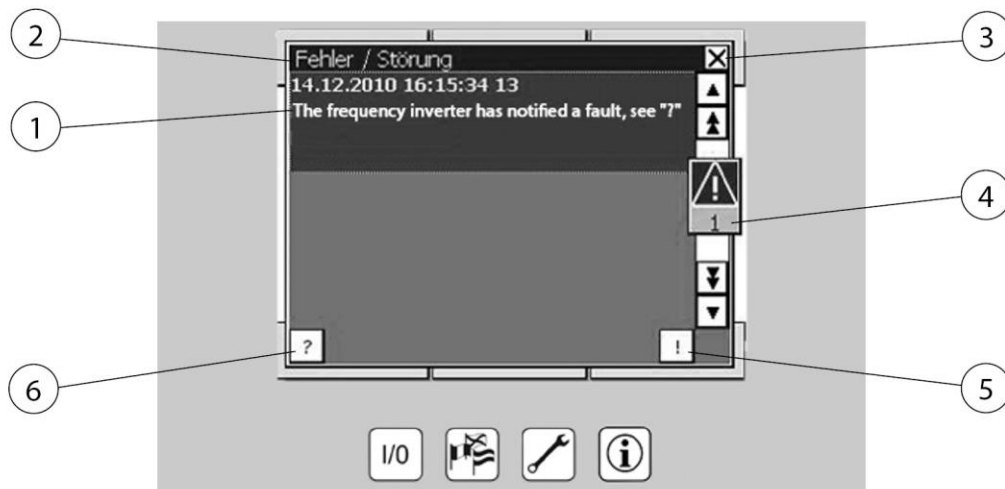 2
3
Fehler / Störung
14.12.2010 16:15:34 13
1
The frequency inverter has notified a fault, see "?"
4
1
?
!
6
5
I/0